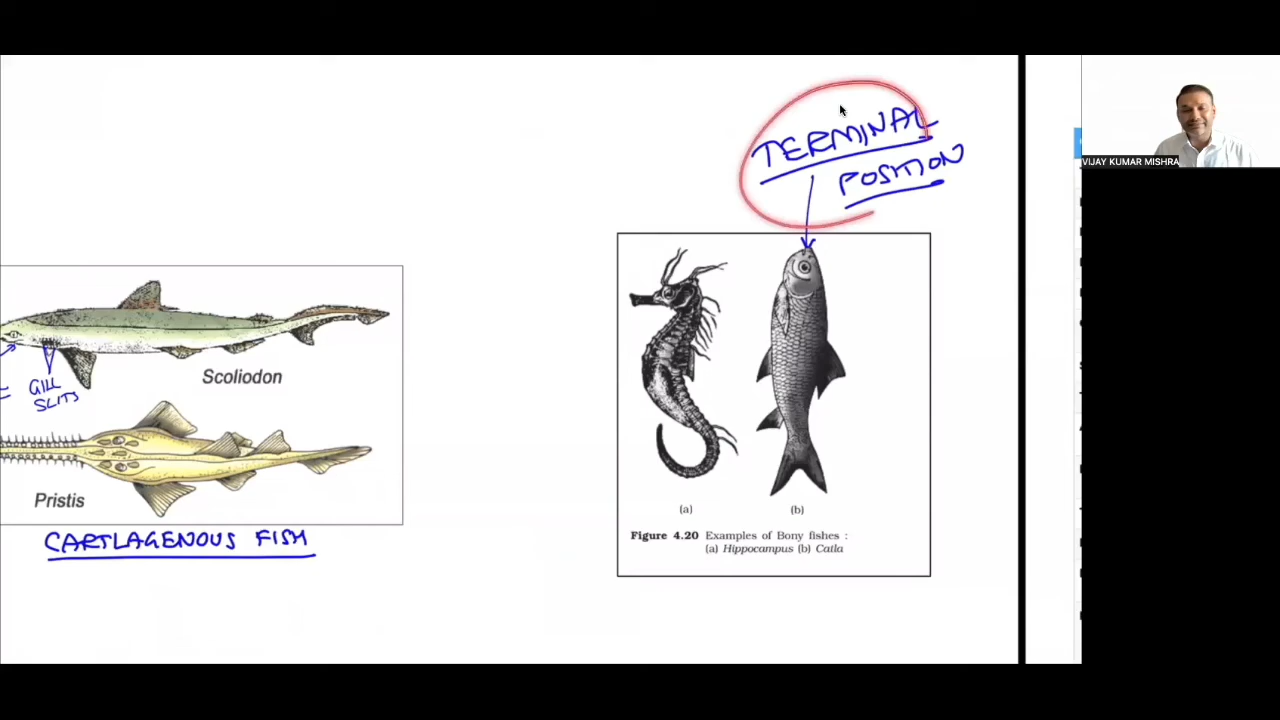 TERMINAL
POSITION
VIJAY KUMAR MISHRA
GILL
SLITS
Scoliodon
Pristis
CARTLAGENOUS FISH
(a) (b)
Figure 4.20 Examples of Bony fishes :
(a) Hippocampus (b) Catla